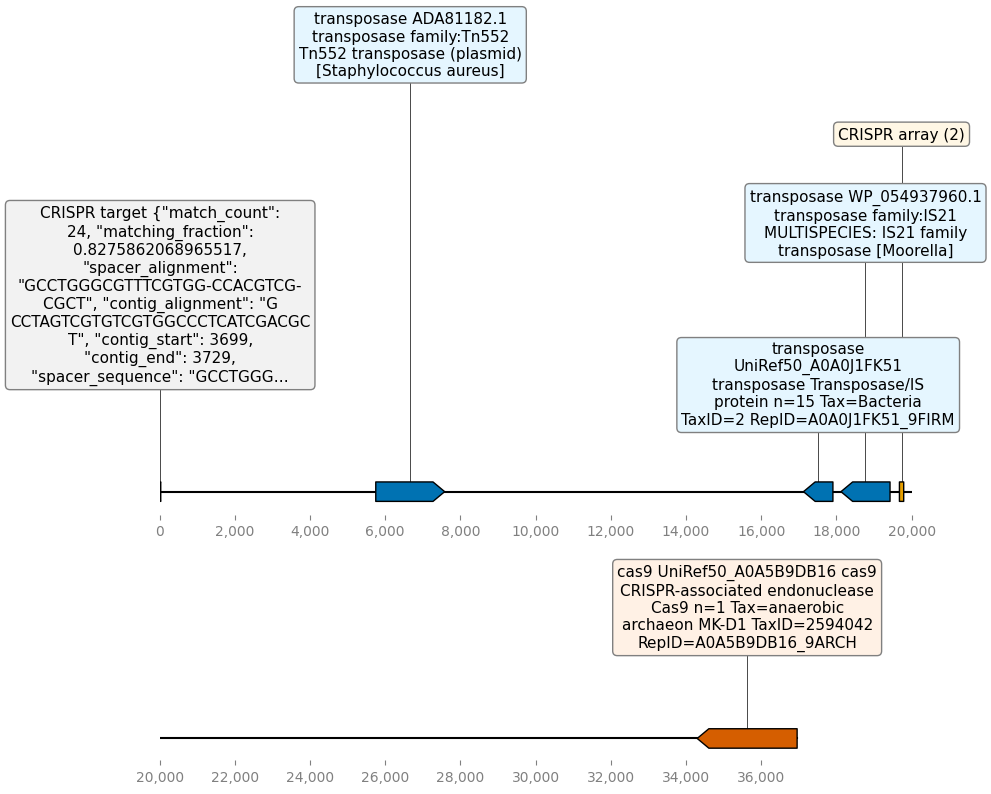 transposase ADA81182.1
transposase family:Tn552
Tn552 transposase (plasmid)
[Staphylococcus aureus]
CRISPR array (2)
transposase WP_054937960.1
transposase family:IS21
MULTISPECIES: IS21 family
transposase [Moorella]
CRISPR target {"match_count":
24, "matching_fraction":
0.8275862068965517,
"spacer_alignment":
"GCCTGGGCGTTTCGTGG-CCACGTCG-
CGCT", "contig_alignment": "G
CCTAGTCGTGTCGTGGCCCTCATCGACGC
T", "contig_start": 3699,
"contig_end": 3729,
"spacer_sequence": "GCCTGGG...
transposase
UniRef50_A0A0J1FK51
transposase Transposase/IS
protein n=15 Tax=Bacteria
TaxID=2 RepID=A0A0J1FK51_9FIRM
0 2,000 4,000 6,000 8,000 10,000 12,000 14,000 16,000 18,000 20,000
cas9 UniRef50_A0A5B9DB16 cas9
CRISPR-associated endonuclease
Cas9 n=1 Tax=anaerobic
archaeon MK-D1 TaxID=2594042
RepID=A0A5B9DB16_9ARCH
20,000 22,000 24,000 26,000 28,000 30,000 32,000 34,000 36,000